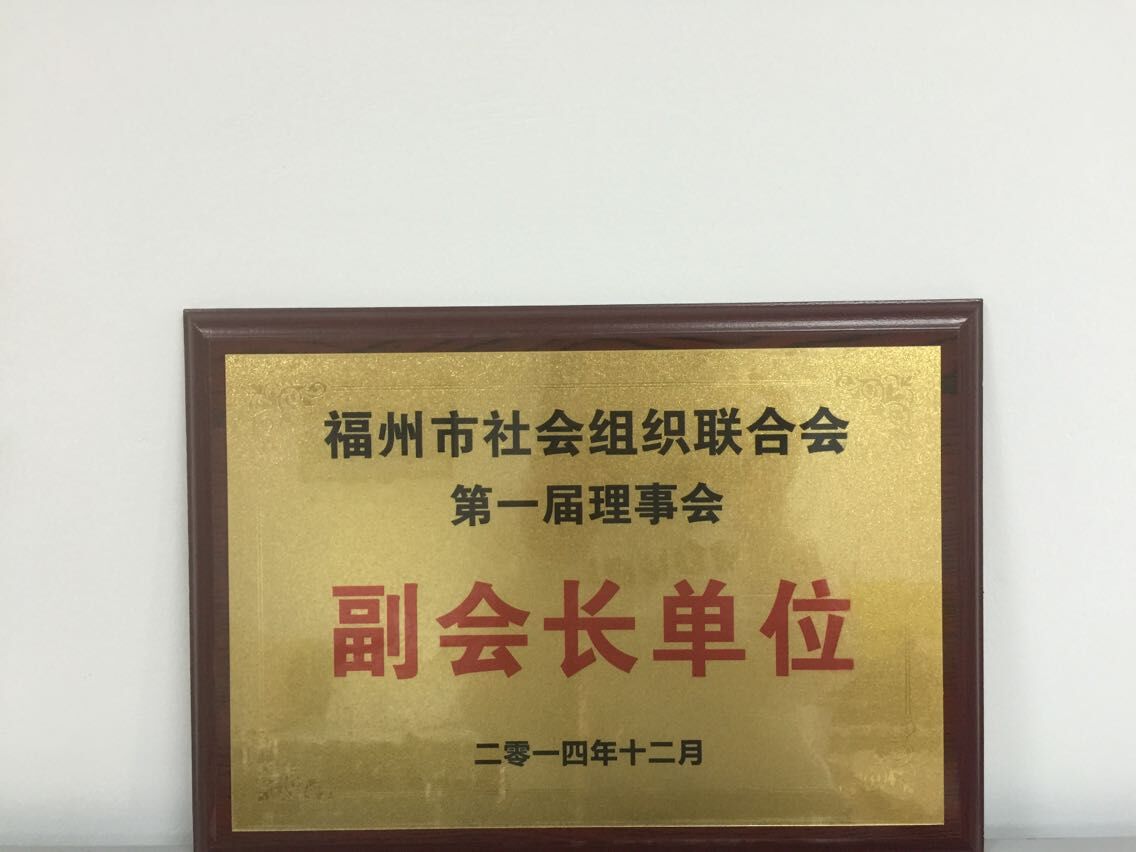 福州市社会组织联合会
第一届理事会
副会长单位
二零一四年十二月